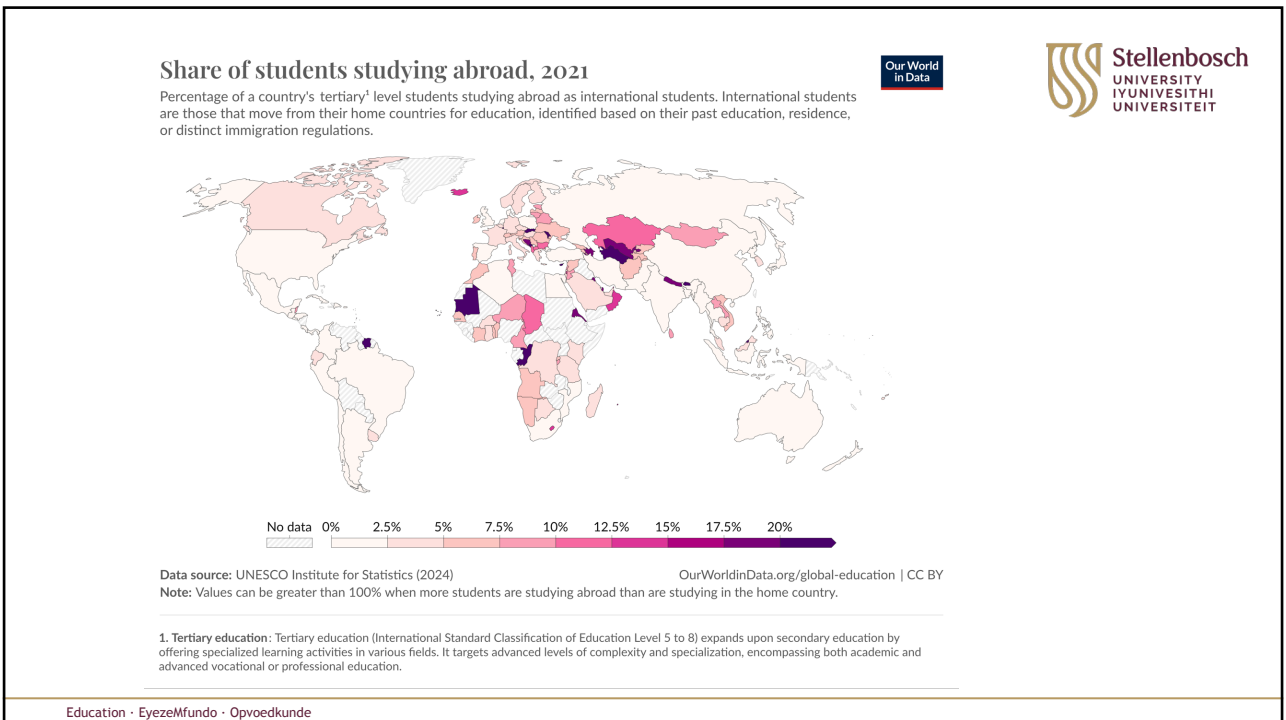 Share of students studying abroad, 2021
Percentage of a country's tertiary¹ level students studying abroad as international students. International students
are those that move from their home countries for education, identified based on their past education, residence,
or distinct immigration regulations.
Our World
in Data
Stellenbosch
UNIVERSITY
IYUNIVESITHI
UNIVERSITEIT
No data 0% 2.5% 5% 7.5% 10% 12.5% 15% 17.5% 20%
Data source: UNESCO Institute for Statistics (2024)
OurWorldinData.org/global-education | CC BY
Note: Values can be greater than 100% when more students are studying abroad than are studying in the home country.
1. Tertiary education: Tertiary education (International Standard Classification of Education Level 5 to 8) expands upon secondary education by
offering specialized learning activities in various fields. It targets advanced levels of complexity and specialization, encompassing both academic and
advanced vocational or professional education.
Education · EyezeMfundo · Opvoedkunde